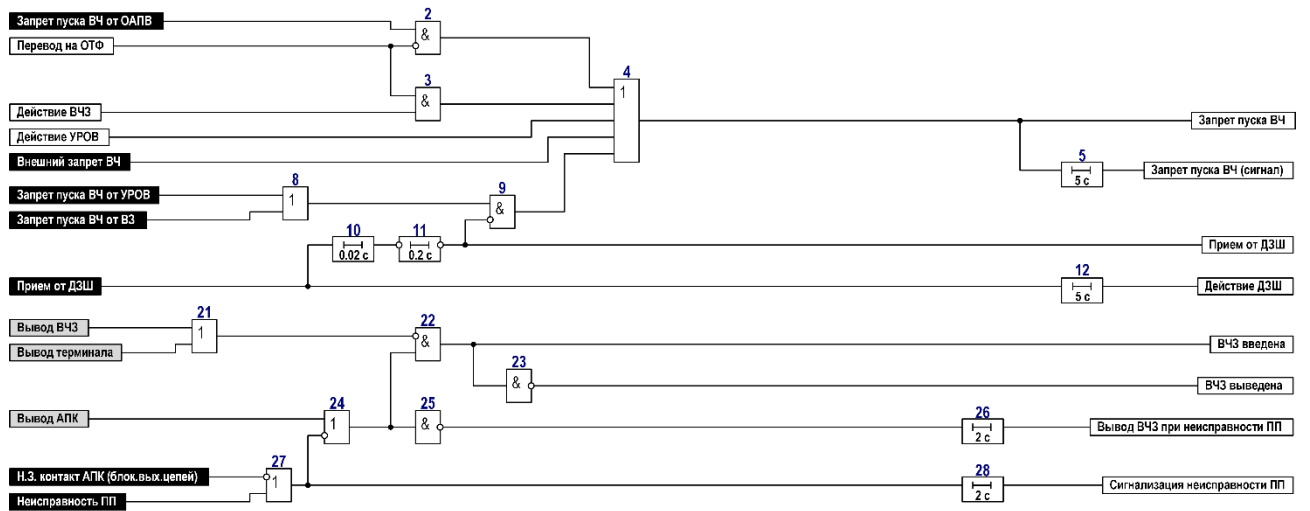 Запрет пуска ВЧ от ОАПВ
2
&
Перевод на ОТФ
3
&
4
1
Действие ВЧЗ
Действие УРОВ
Внешний запрет ВЧ
Запрет пуска ВЧ
5
5 с
Запрет пуска ВЧ (сигнал)
Запрет пуска ВЧ от УРОВ
8
1
9
&
Запрет пуска ВЧ от ВЗ
10
0.02 с
11
0.2 с
Прием от ДЗШ
Прием от ДЗШ
12
5 с
Действие ДЗШ
21
1
Вывод ВЧЗ
22
&
Вывод терминала
ВЧЗ введена
23
&
ВЧЗ выведена
Вывод АПК
24
1
25
&
26
2 с
Вывод ВЧЗ при неисправности ПП
Н.З. контакт АПК (блок.вых.цепей)
27
1
28
2 с
Сигнализация неисправности ПП
Неисправность ПП